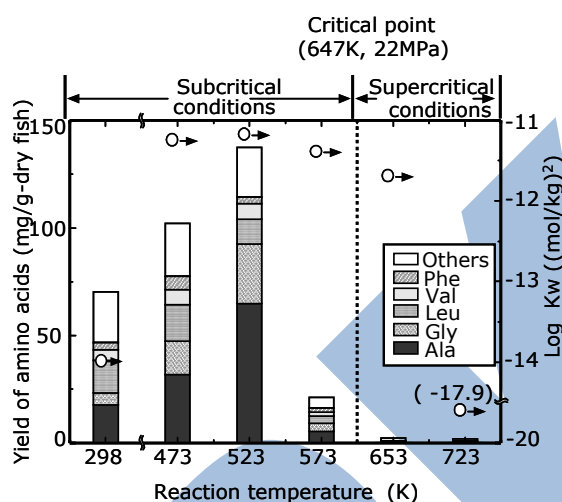 Critical point
(647K, 22MPa)
Subcritical conditions
Supercritical conditions
150
100
50
0
Yield of amino acids (mg/g-dry fish)
-11
-12
-13
-14
(-17.9)
-20
Log Kw ((mol/kg)²)
Others
Phe
Val
Leu
Gly
Ala
298 473 523 573 653 723
Reaction temperature (K)